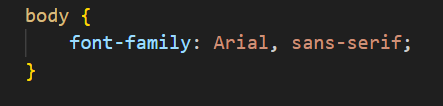 body {
    font-family: Arial, sans-serif;
}